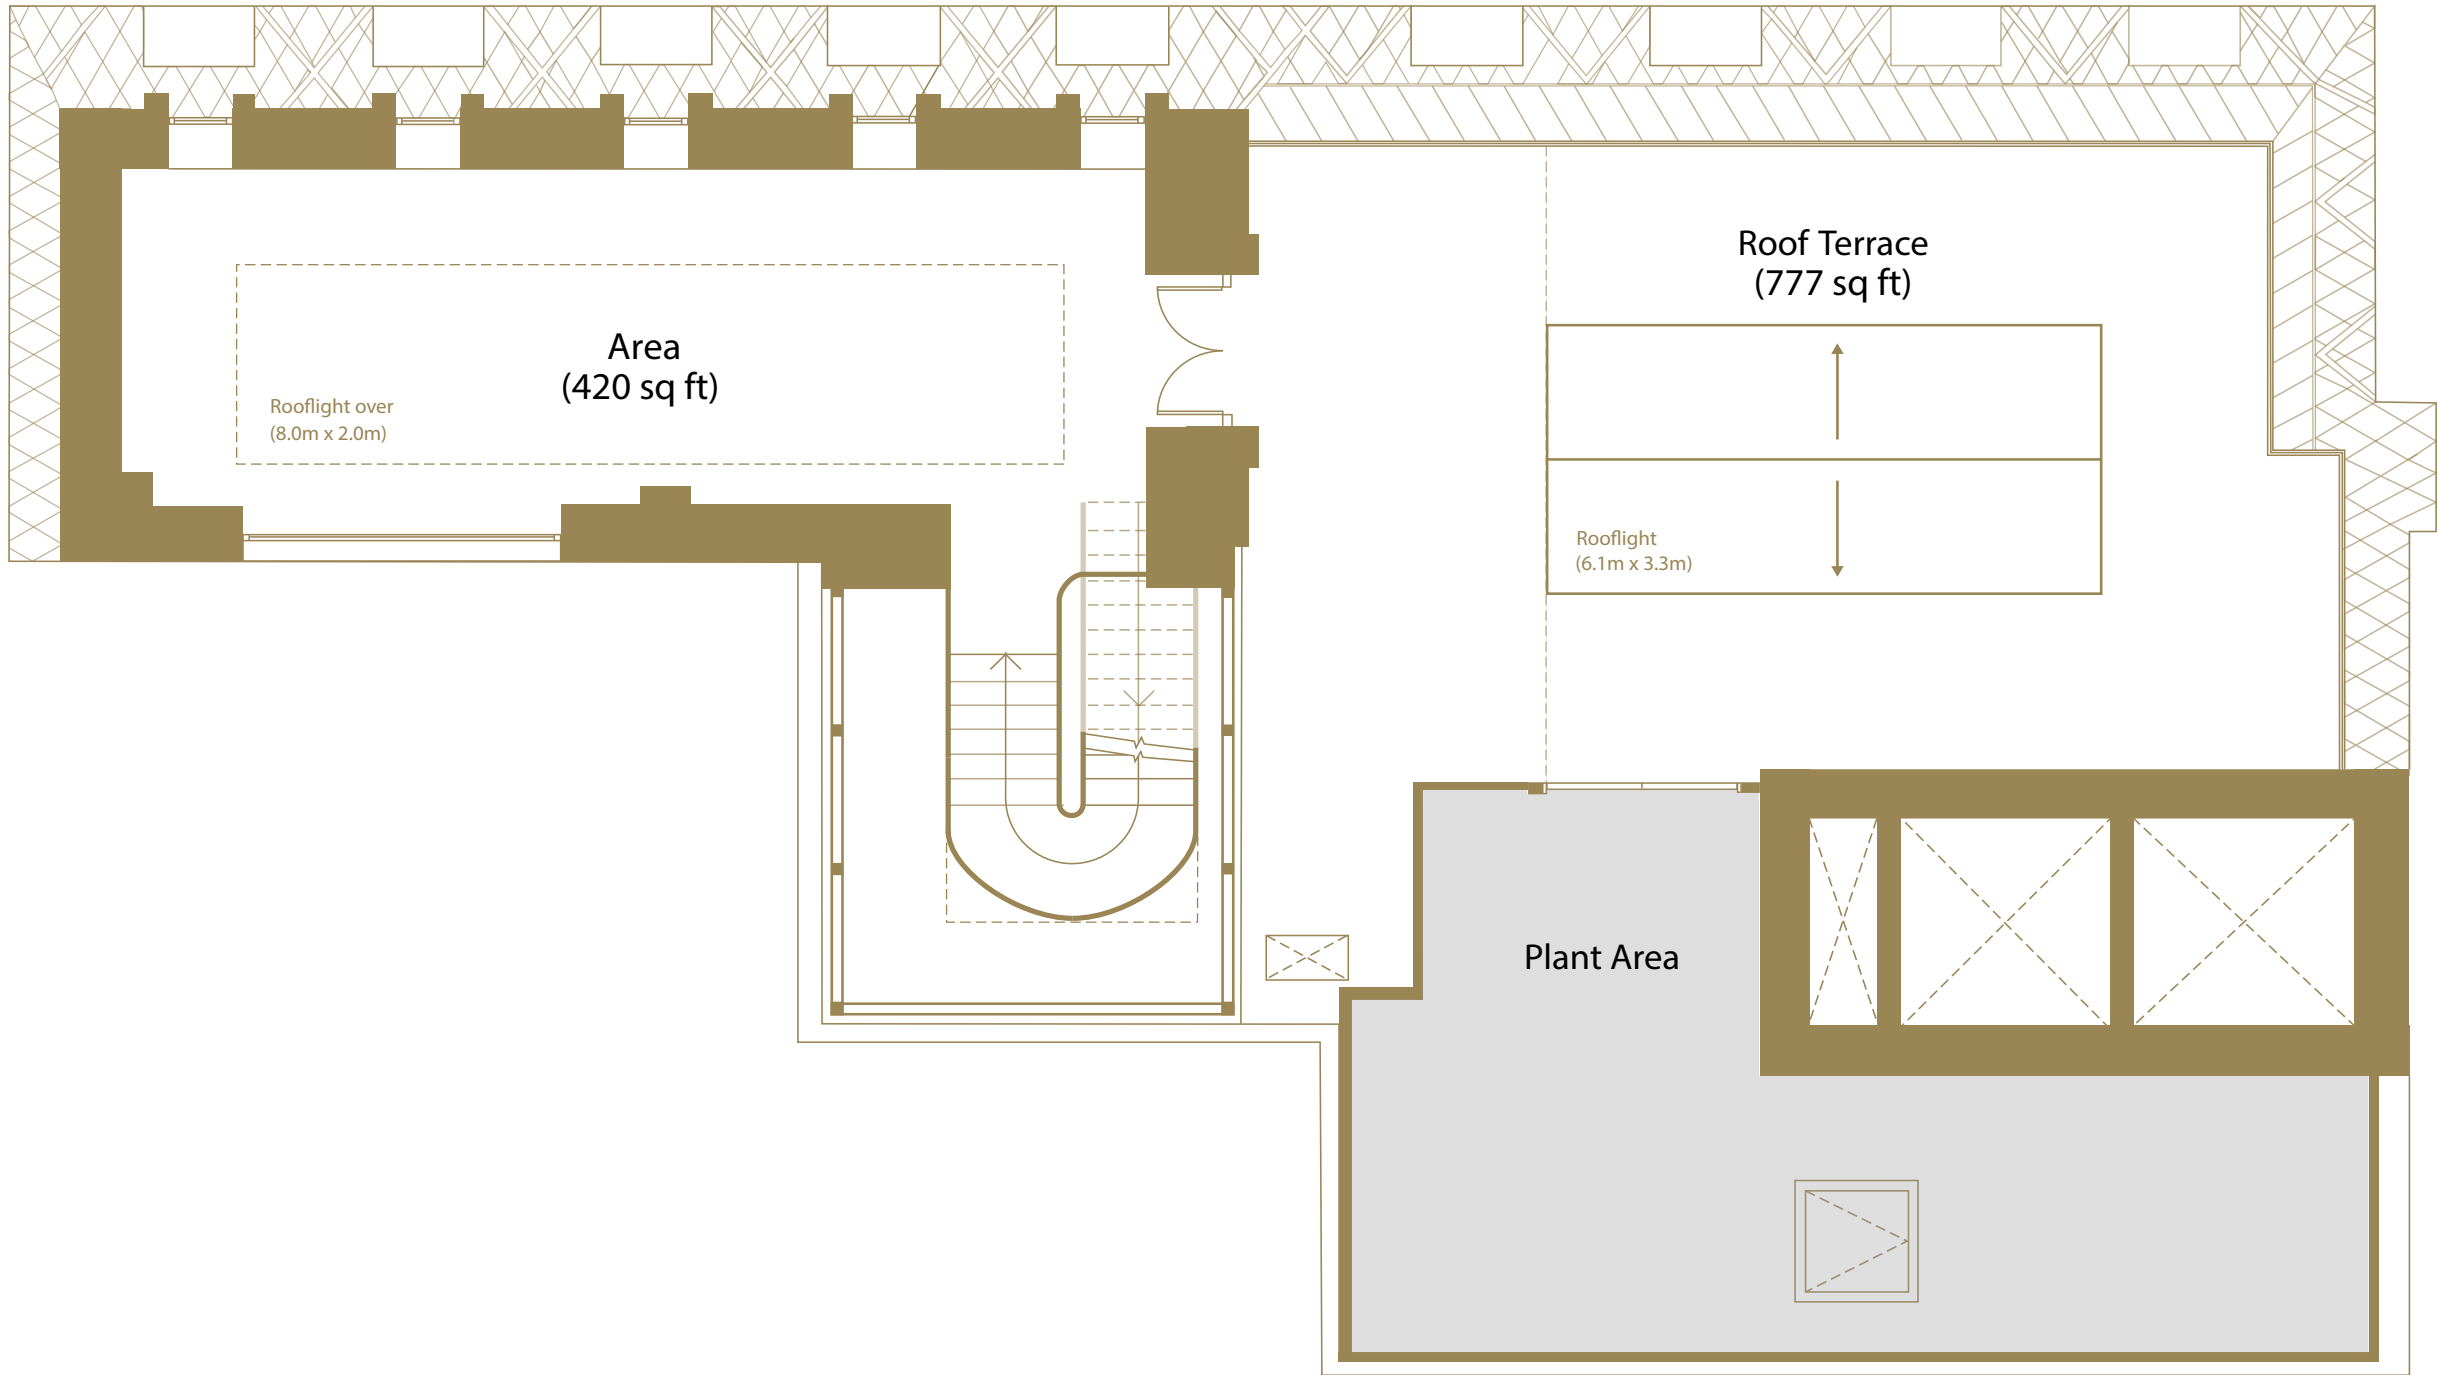 Roof Terrace
(777 sq ft)
Area
(420 sq ft)
Rooflight over
(8.0m x 2.0m)
Rooflight
(6.1m x 3.3m)
Plant Area